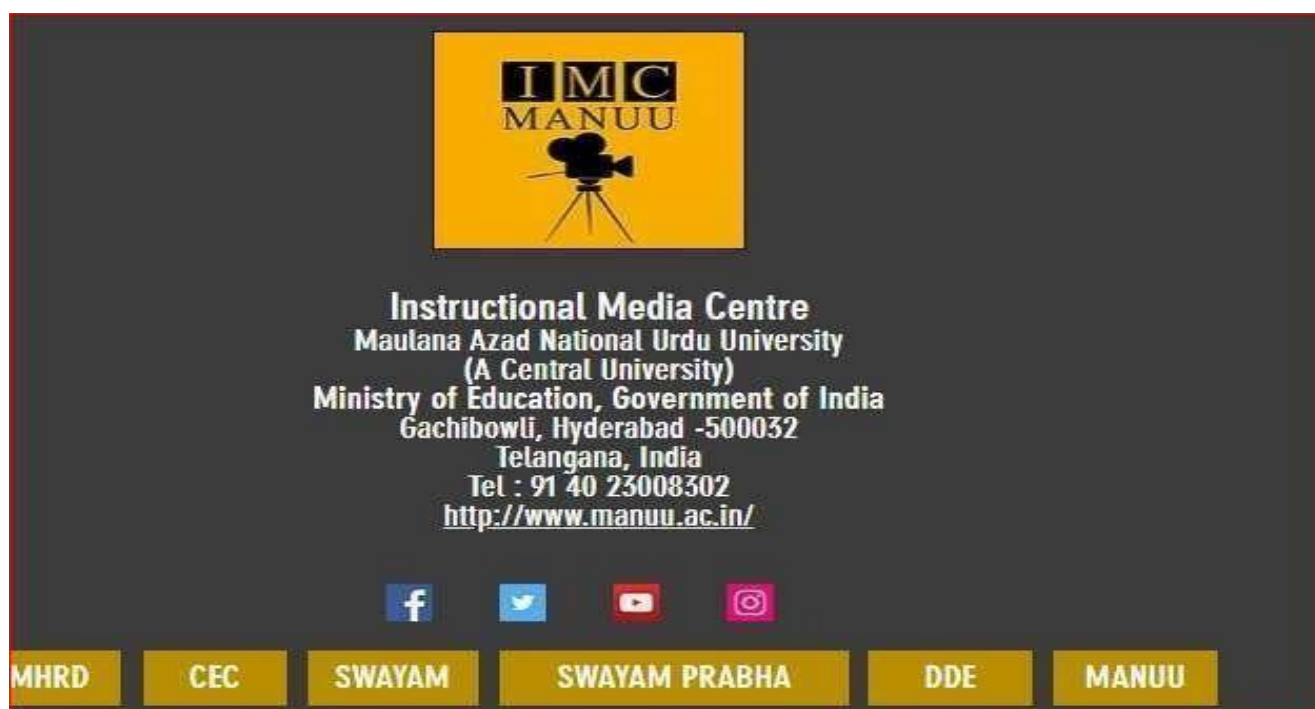 IMC
MANUU
Instructional Media Centre
Maulana Azad National Urdu University
(A Central University)
Ministry of Education, Government of India
Gachibowli, Hyderabad -500032
Telangana, India
Tel : 91 40 23008302
http://www.manuu.ac.in/
MHRD CEC SWAYAM SWAYAM PRABHA DDE MANUU